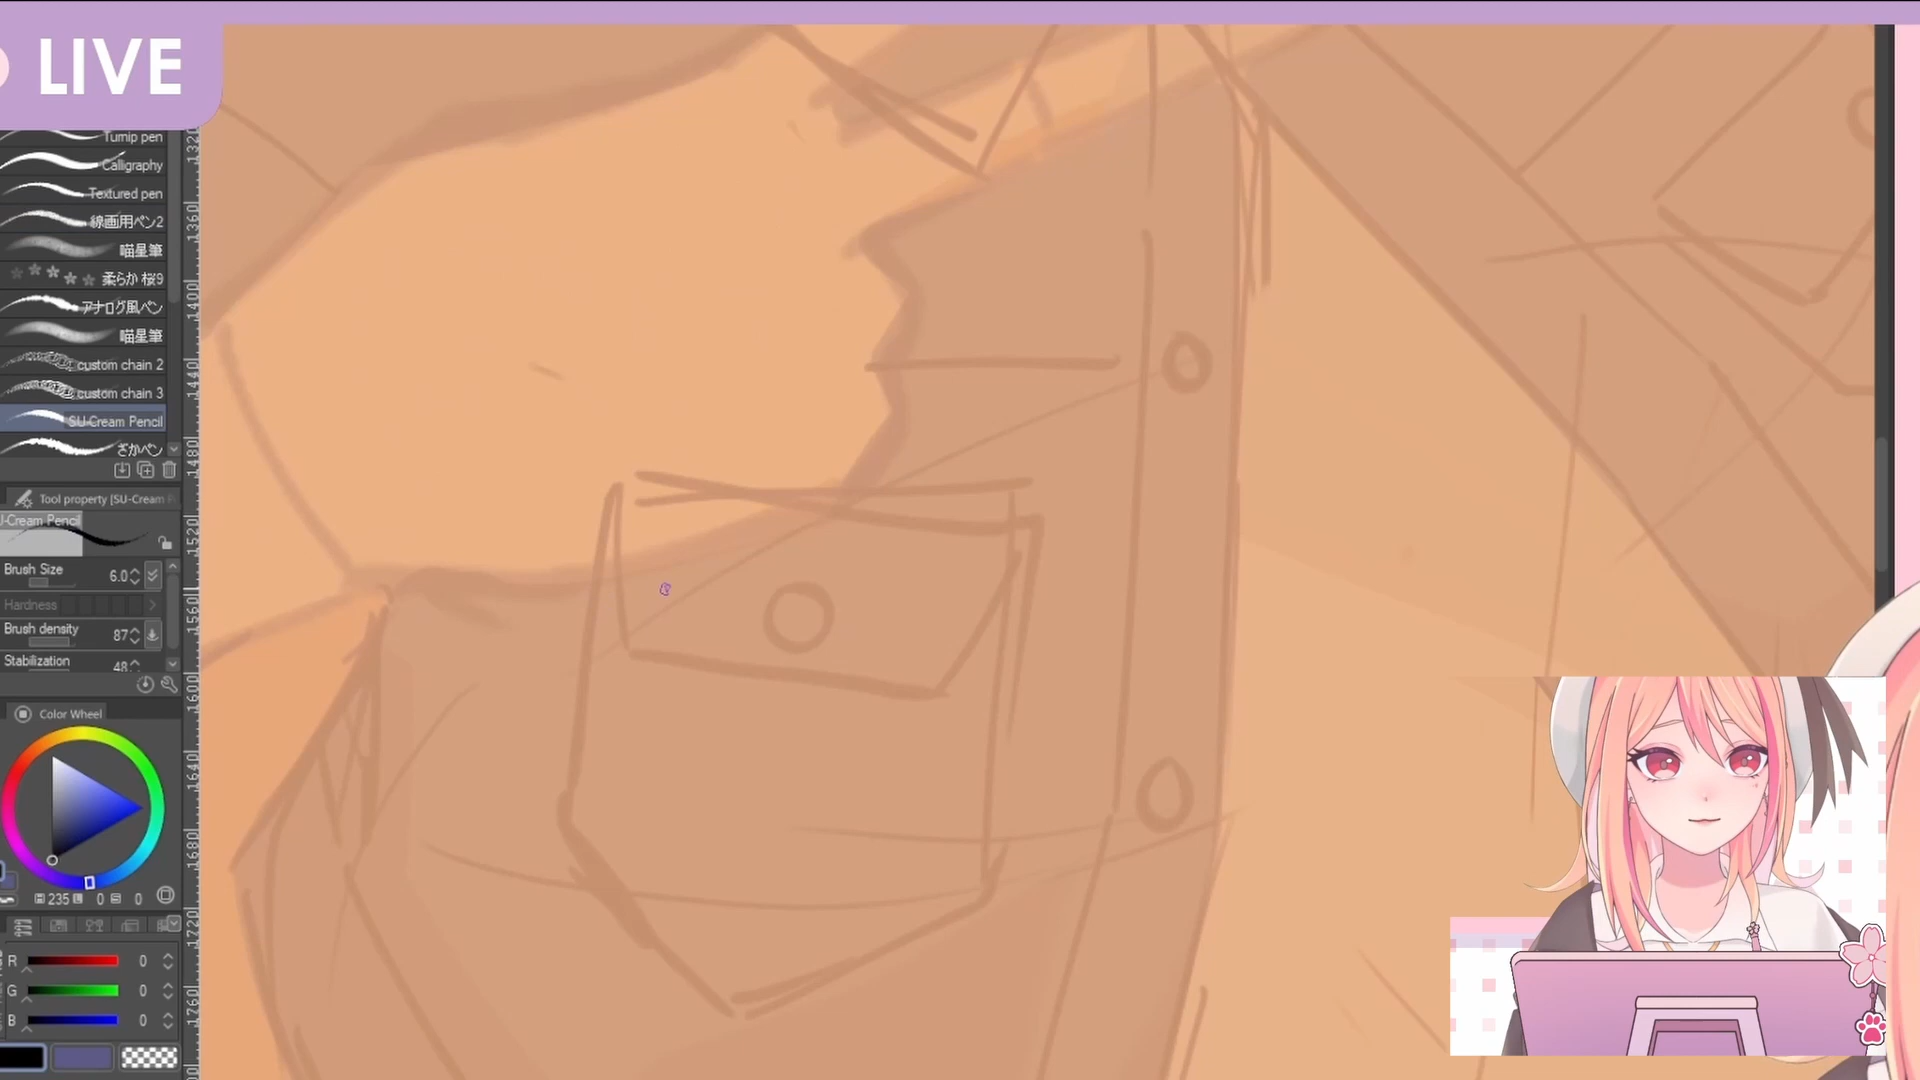 LIVE
Turnip pen
Calligraphy
Textured pen
線画用ペン2
喵星筆
柔らか 桜9
アナログ風ペン
喵星筆
custom chain 2
custom chain 3
SU-Cream Pencil
ざかペン
Tool property [SU-Cream
J-Cream Pencil
Brush Size 6.0
Hardness
Brush density 87
Stabilization 48
Color Wheel
235 0 0
R 0
G 0
B 0
1320
1360
1400
1440
1480
1520
1560
1600
1640
1680
1720
1760